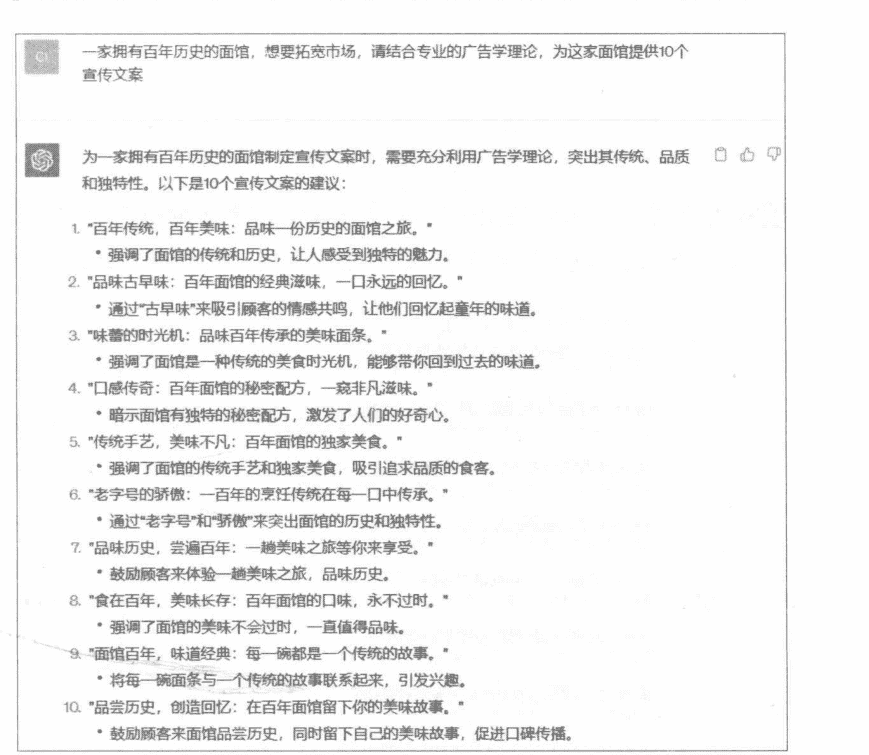 CI
一家拥有百年历史的面馆，想要拓宽市场，请结合专业的广告学理论，为这家面馆提供10个
宣传文案
为一家拥有百年历史的面馆制定宣传文案时，需要充分利用广告学理论，突出其传统、品质
和独特性。以下是10个宣传文案的建议：
1. "百年传统，百年美味：品味一份历史的面馆之旅。"
• 强调了面馆的传统和历史，让人感受到独特的魅力。
2. "品味古早味：百年面馆的经典滋味，一口永远的回忆。"
• 通过"古早味"来吸引顾客的情感共鸣，让他们回忆起童年的味道。
3. "味蕾的时光机：品味百年传承的美味面条。"
• 强调了面馆是一种传统的美食时光机，能够带你回到过去的味道。
4. "口感传奇：百年面馆的秘密配方，一窥非凡滋味。"
• 暗示面馆有独特的秘密配方，激发了人们的好奇心。
5. "传统手艺，美味不凡：百年面馆的独家美食。"
• 强调了面馆的传统手艺和独家美食，吸引追求品质的食客。
6. "老字号的骄傲：一百年的烹饪传统在每一口中传承。"
• 通过"老字号"和"骄傲"来突出面馆的历史和独特性。
7. "品味历史，尝遍百年：一趟美味之旅等你来享受。"
• 鼓励顾客来体验一趟美味之旅，品味历史。
8. "食在百年，美味长存：百年面馆的口味，永不过时。"
• 强调了面馆的美味不会过时，一直值得品味。
9. "面馆百年，味道经典：每一碗都是一个传统的故事。"
• 将每一碗面条与一个传统的故事联系起来，引发兴趣。
10. "品尝历史，创造回忆：在百年面馆留下你的美味故事。"
• 鼓励顾客来面馆品尝历史，同时留下自己的美味故事，促进口碑传播。